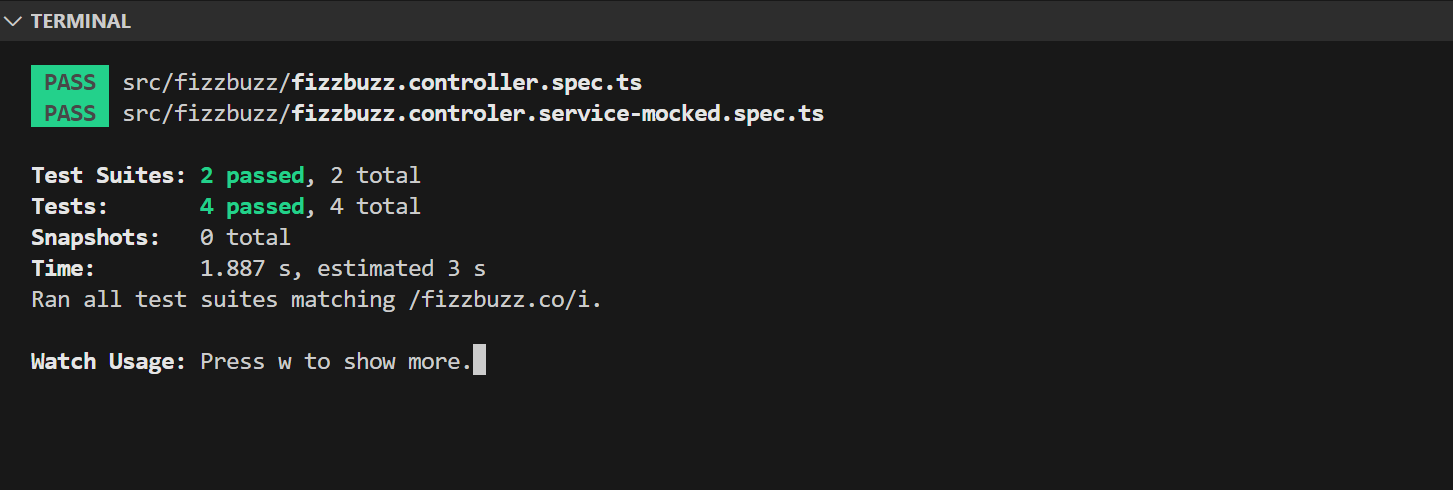 TERMINAL
PASS src/fizzbuzz/fizzbuzz.controller.spec.ts
PASS src/fizzbuzz/fizzbuzz.controler.service-mocked.spec.ts
Test Suites: 2 passed, 2 total
Tests: 4 passed, 4 total
Snapshots: 0 total
Time: 1.887 s, estimated 3 s
Ran all test suites matching /fizzbuzz.co/i.
Watch Usage: Press w to show more.